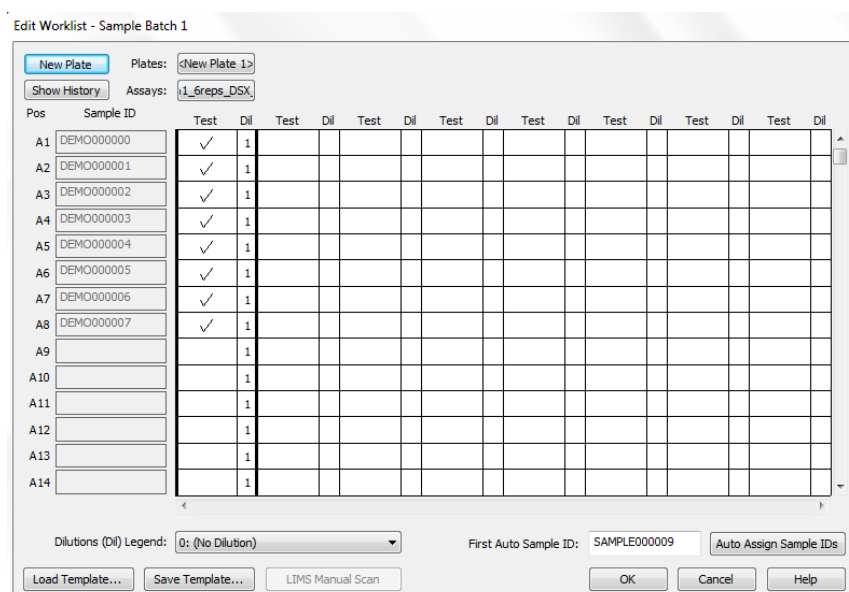 Edit Worklist - Sample Batch 1
New Plate Plates: <New Plate 1>
Show History Assays: 1_6reps_DSX
Pos Sample ID Test Dil Test Dil Test Dil Test Dil Test Dil Test Dil Test Dil Test Dil
A1 DEMO000000 ✓ 1
A2 DEMO000001 ✓ 1
A3 DEMO000002 ✓ 1
A4 DEMO000003 ✓ 1
A5 DEMO000004 ✓ 1
A6 DEMO000005 ✓ 1
A7 DEMO000006 ✓ 1
A8 DEMO000007 ✓ 1
A9 1
A10 1
A11 1
A12 1
A13 1
A14 1
Dilutions (Dil) Legend: 0: (No Dilution) First Auto Sample ID: SAMPLE000009 Auto Assign Sample IDs
Load Template... Save Template... LIMS Manual Scan OK Cancel Help